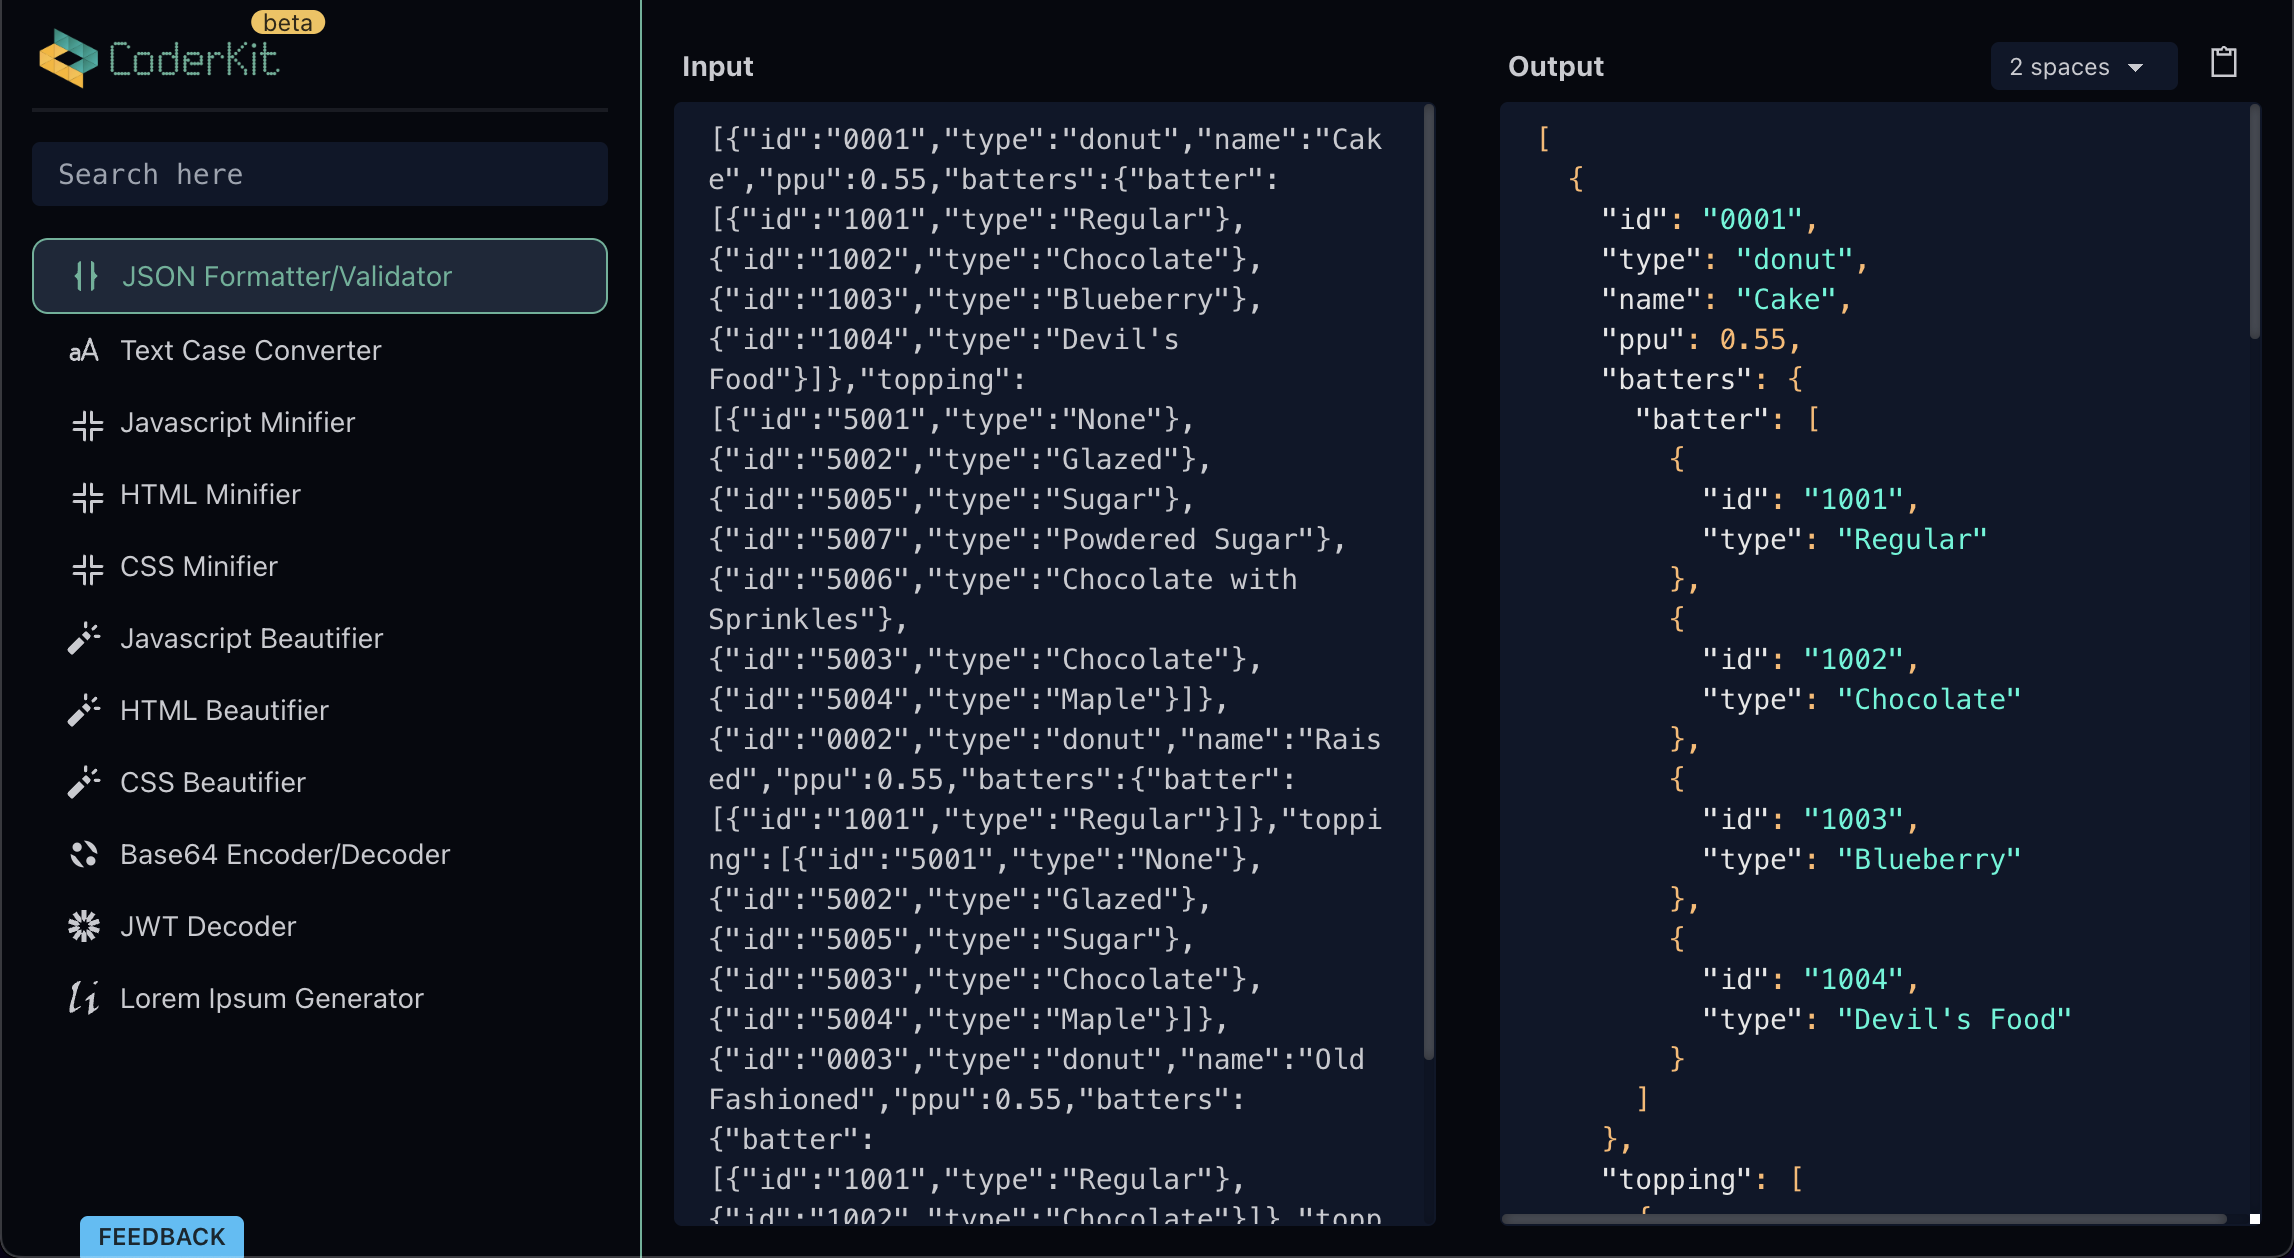 beta
CoderKit
Search here
JSON Formatter/Validator
aA Text Case Converter
Javascript Minifier
HTML Minifier
CSS Minifier
Javascript Beautifier
HTML Beautifier
CSS Beautifier
Base64 Encoder/Decoder
JWT Decoder
Li Lorem Ipsum Generator
FEEDBACK
Input
[{"id":"0001","type":"donut","name":"Cak
e","ppu":0.55,"batters":{"batter":
[{"id":"1001","type":"Regular"},
{"id":"1002","type":"Chocolate"},
{"id":"1003","type":"Blueberry"},
{"id":"1004","type":"Devil's
Food"}]},"topping":
[{"id":"5001","type":"None"},
{"id":"5002","type":"Glazed"},
{"id":"5005","type":"Sugar"},
{"id":"5007","type":"Powdered Sugar"},
{"id":"5006","type":"Chocolate with
Sprinkles"},
{"id":"5003","type":"Chocolate"},
{"id":"5004","type":"Maple"}]},
{"id":"0002","type":"donut","name":"Rais
ed","ppu":0.55,"batters":{"batter":
[{"id":"1001","type":"Regular"}]},"toppi
ng":[{"id":"5001","type":"None"},
{"id":"5002","type":"Glazed"},
{"id":"5005","type":"Sugar"},
{"id":"5003","type":"Chocolate"},
{"id":"5004","type":"Maple"}]},
{"id":"0003","type":"donut","name":"Old
Fashioned","ppu":0.55,"batters":
{"batter":
[{"id":"1001","type":"Regular"},
{"id":"1002","type":"Chocolate"}]},"topp
Output
2 spaces
[
{
"id": "0001",
"type": "donut",
"name": "Cake",
"ppu": 0.55,
"batters": {
"batter": [
{
"id": "1001",
"type": "Regular"
},
{
"id": "1002",
"type": "Chocolate"
},
{
"id": "1003",
"type": "Blueberry"
},
{
"id": "1004",
"type": "Devil's Food"
}
]
},
"topping": [
{